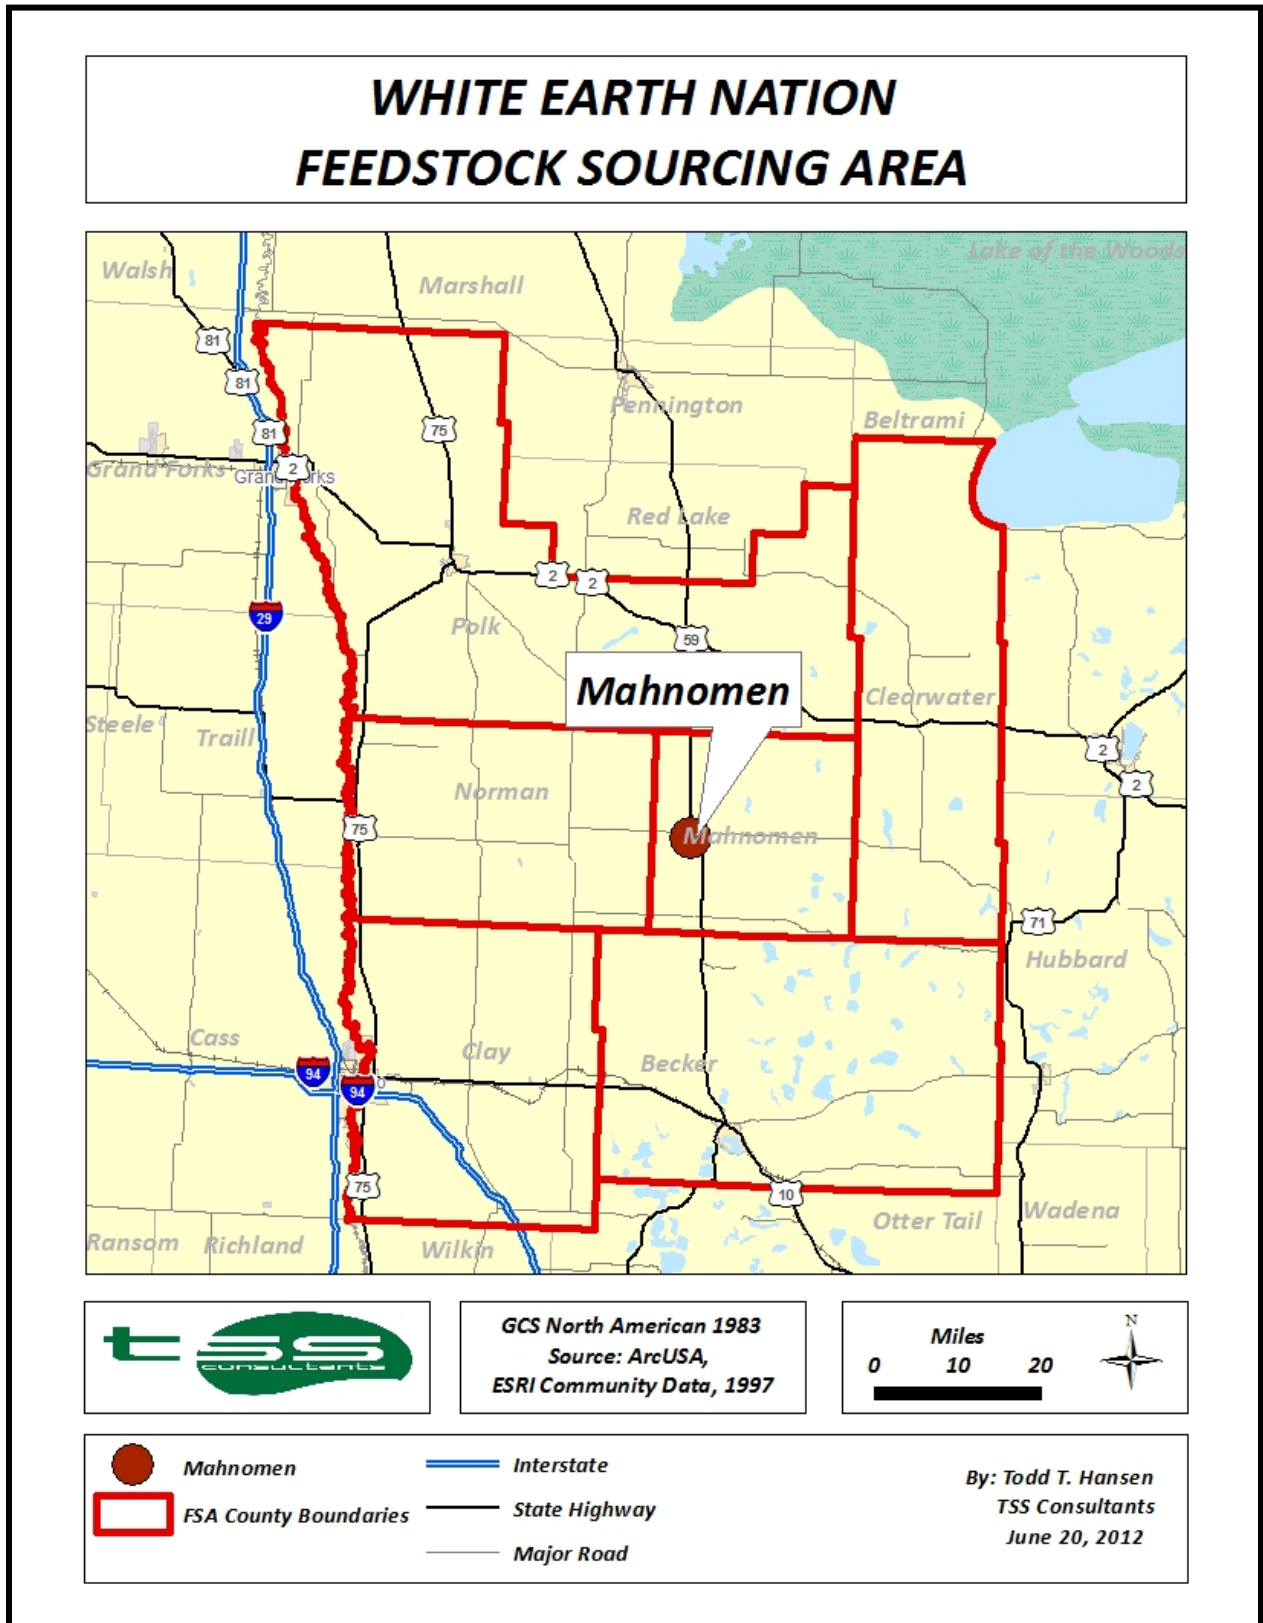 WHITE EARTH NATION
FEEDSTOCK SOURCING AREA
Lake of the Woods
Walsh
Marshall
81
81
Pennington
75
Beltrami
81
Grand Forks
2
Red Lake
2
2
29
Polk
59
Mahnomen
Clearwater
Steele
Traill
2
2
Norman
75
Mahnomen
71
Hubbard
Cass
Clay
Becker
94
94
75
10
Otter Tail
Wadena
Ransom
Richland
Wilkin
tss
consultants
GCS North American 1983
Source: ArcUSA,
ESRI Community Data, 1997
Miles
0 10 20
N
Mahnomen
FSA County Boundaries
Interstate
State Highway
Major Road
By: Todd T. Hansen
TSS Consultants
June 20, 2012